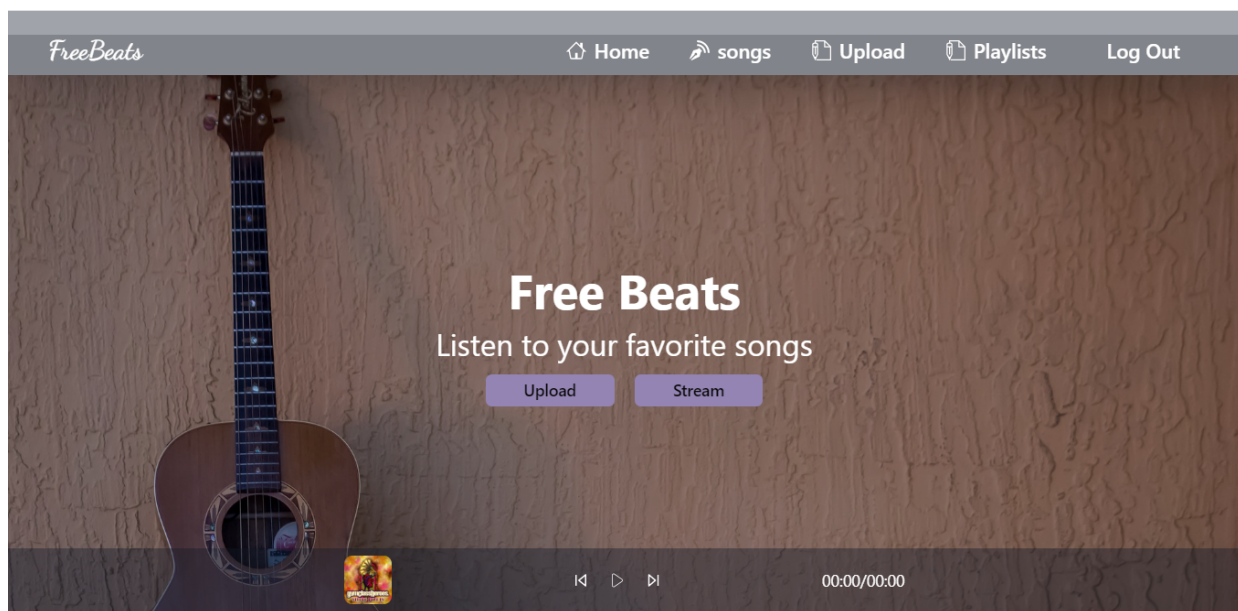 FreeBeats Home songs Upload Playlists Log Out
Free Beats
Listen to your favorite songs
Upload Stream
00:00/00:00